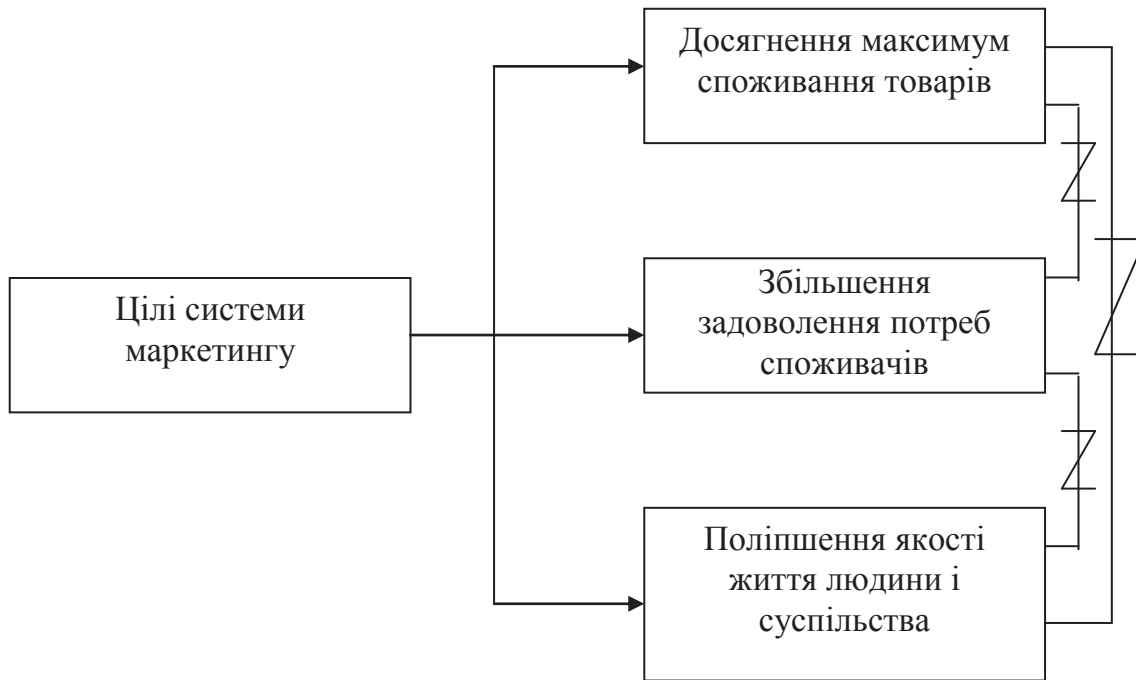 Досягнення максимум
споживання товарів
Цілі системи
маркетингу
Збільшення
задоволення потреб
споживачів
Поліпшення якості
життя людини і
суспільства